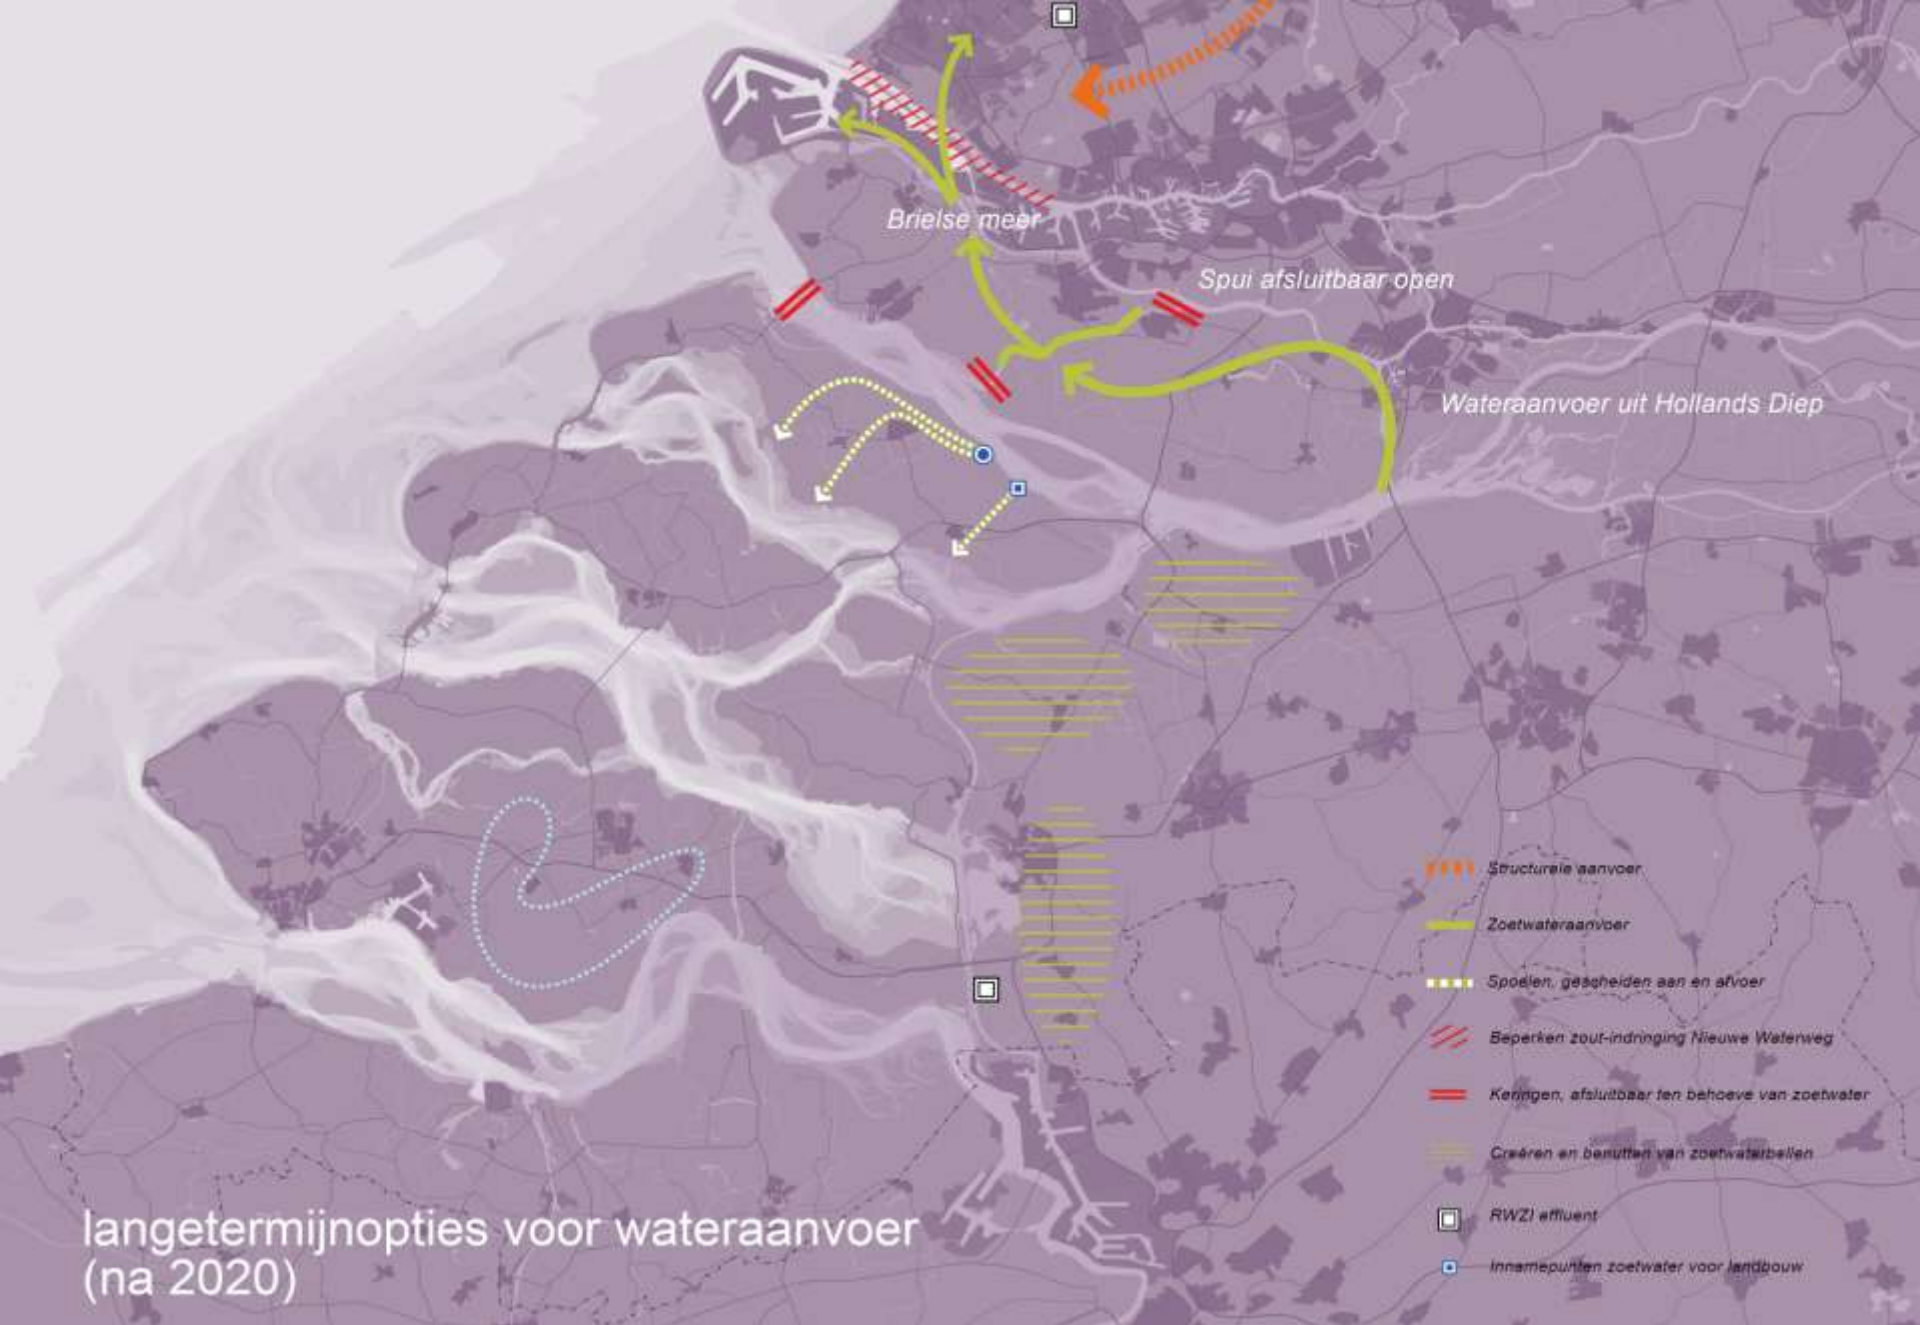 Brielse meer
Spui afsluitbaar open
Wateraanvoer uit Hollands Diep
Structurele aanvoer
Zoetwateraanvoer
Spoelen, gescheiden aan en afvoer
Beperken zout-indringing Nieuwe Waterweg
Keringen, afsluitbaar ten behoeve van zoetwater
Creëren en benutten van zoetwaterbellen
RWZI effluent
Innamepunten zoetwater voor landbouw
langetermijnopties voor wateraanvoer
(na 2020)